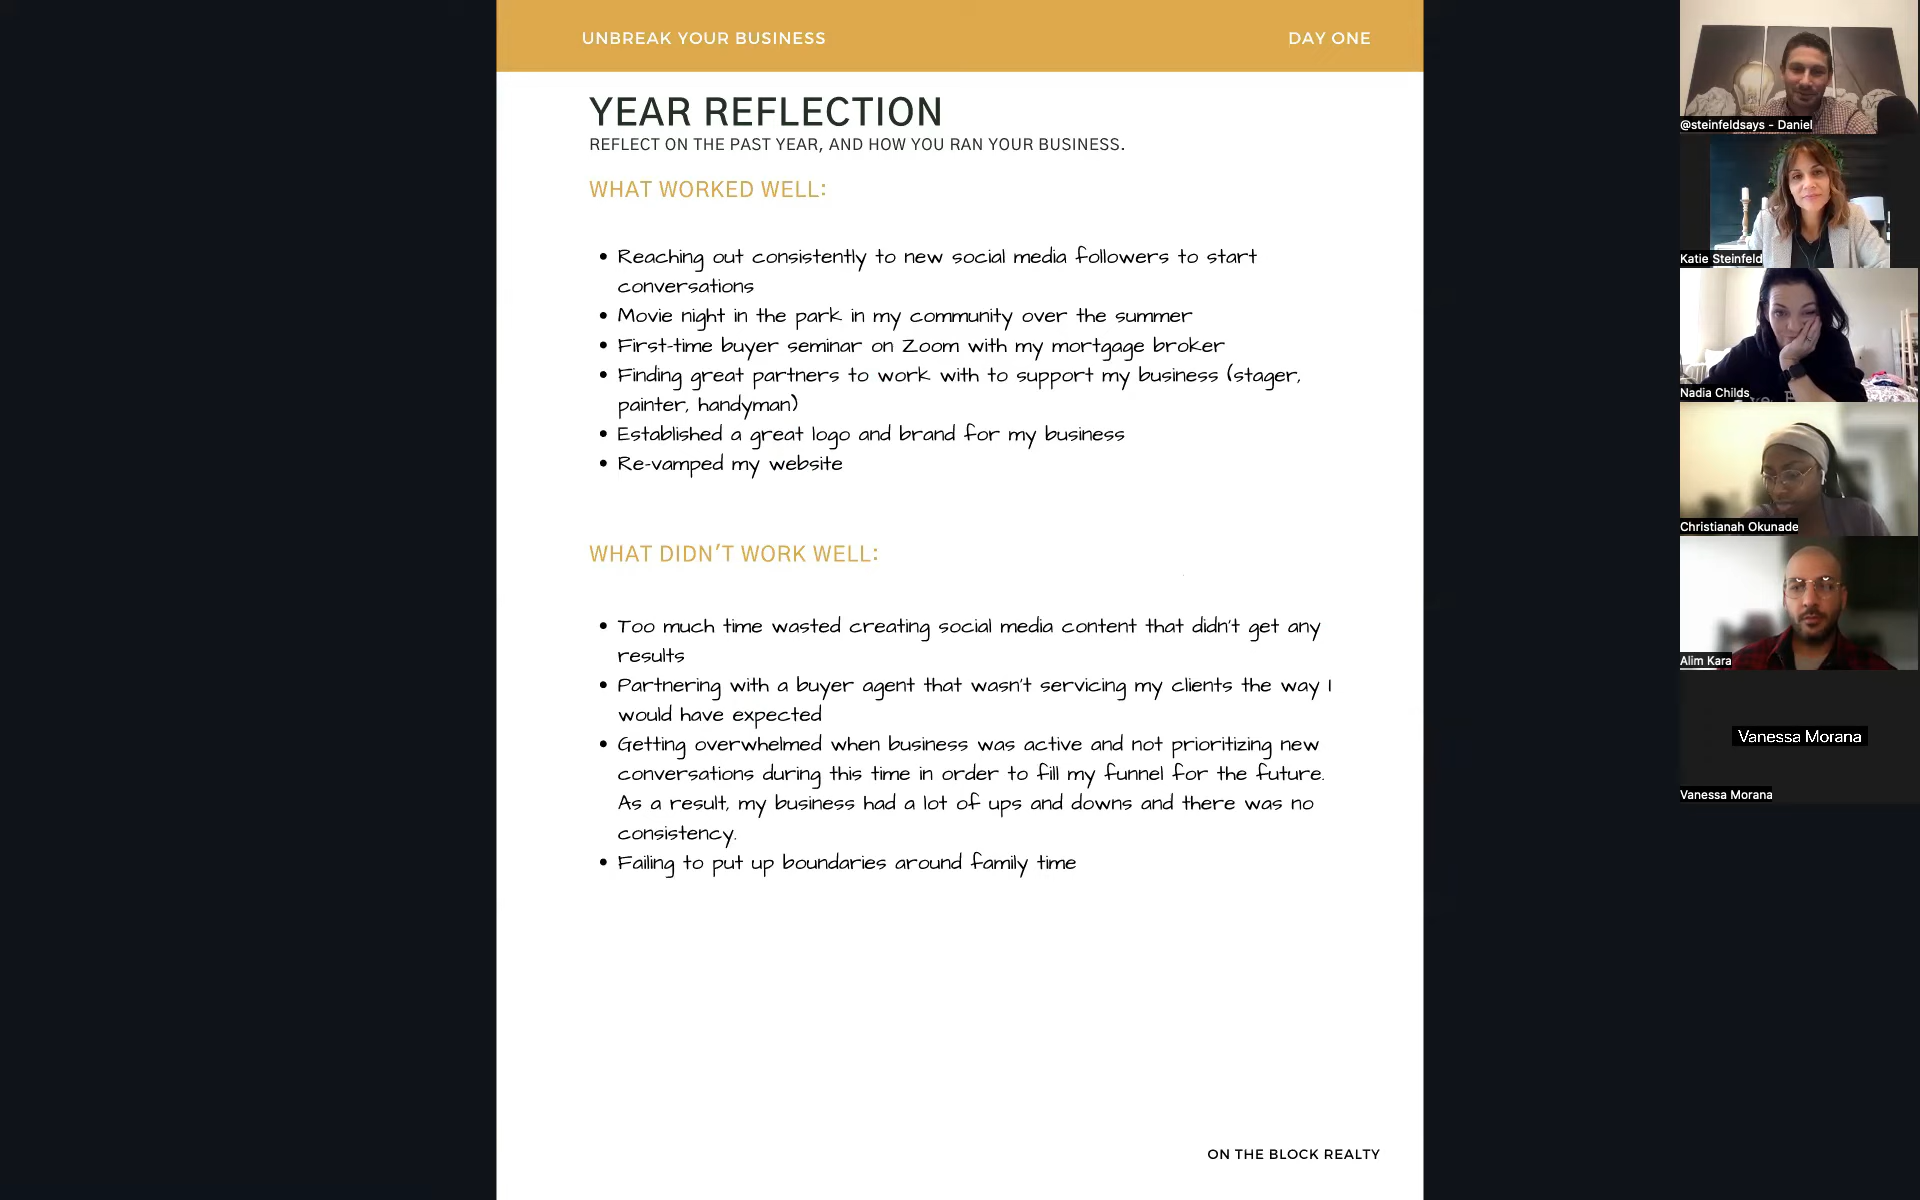 UNBREAK YOUR BUSINESS
DAY ONE
YEAR REFLECTION
REFLECT ON THE PAST YEAR, AND HOW YOU RAN YOUR BUSINESS.
WHAT WORKED WELL:
• Reaching out consistently to new social media followers to start
conversations
• Movie night in the park in my community over the summer
• First-time buyer seminar on Zoom with my mortgage broker
• Finding great partners to work with to support my business (stager,
painter, handyman)
• Established a great logo and brand for my business
• Re-vamped my website
WHAT DIDN'T WORK WELL:
• Too much time wasted creating social media content that didn't get any
results
• Partnering with a buyer agent that wasn't servicing my clients the way I
would have expected
• Getting overwhelmed when business was active and not prioritizing new
conversations during this time in order to fill my funnel for the future.
As a result, my business had a lot of ups and downs and there was no
consistency.
• Failing to put up boundaries around family time
ON THE BLOCK REALTY
@steinfeldsays - Daniel
Katie Steinfeld
Nadia Childs
Christianah Okunade
Alim Kara
Vanessa Morana
Vanessa Morana